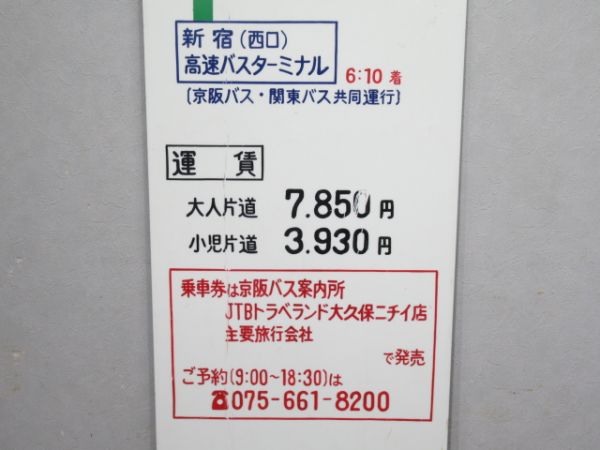 新宿(西口)
高速バスターミナル 6:10着
〔京阪バス・関東バス共同運行〕
運賃
大人片道 7.850円
小児片道 3.930円
乗車券は京阪バス案内所
JTBトラベランド大久保ニチイ店
主要旅行会社
で発売
ご予約(9:00~18:30)は
☎075-661-8200